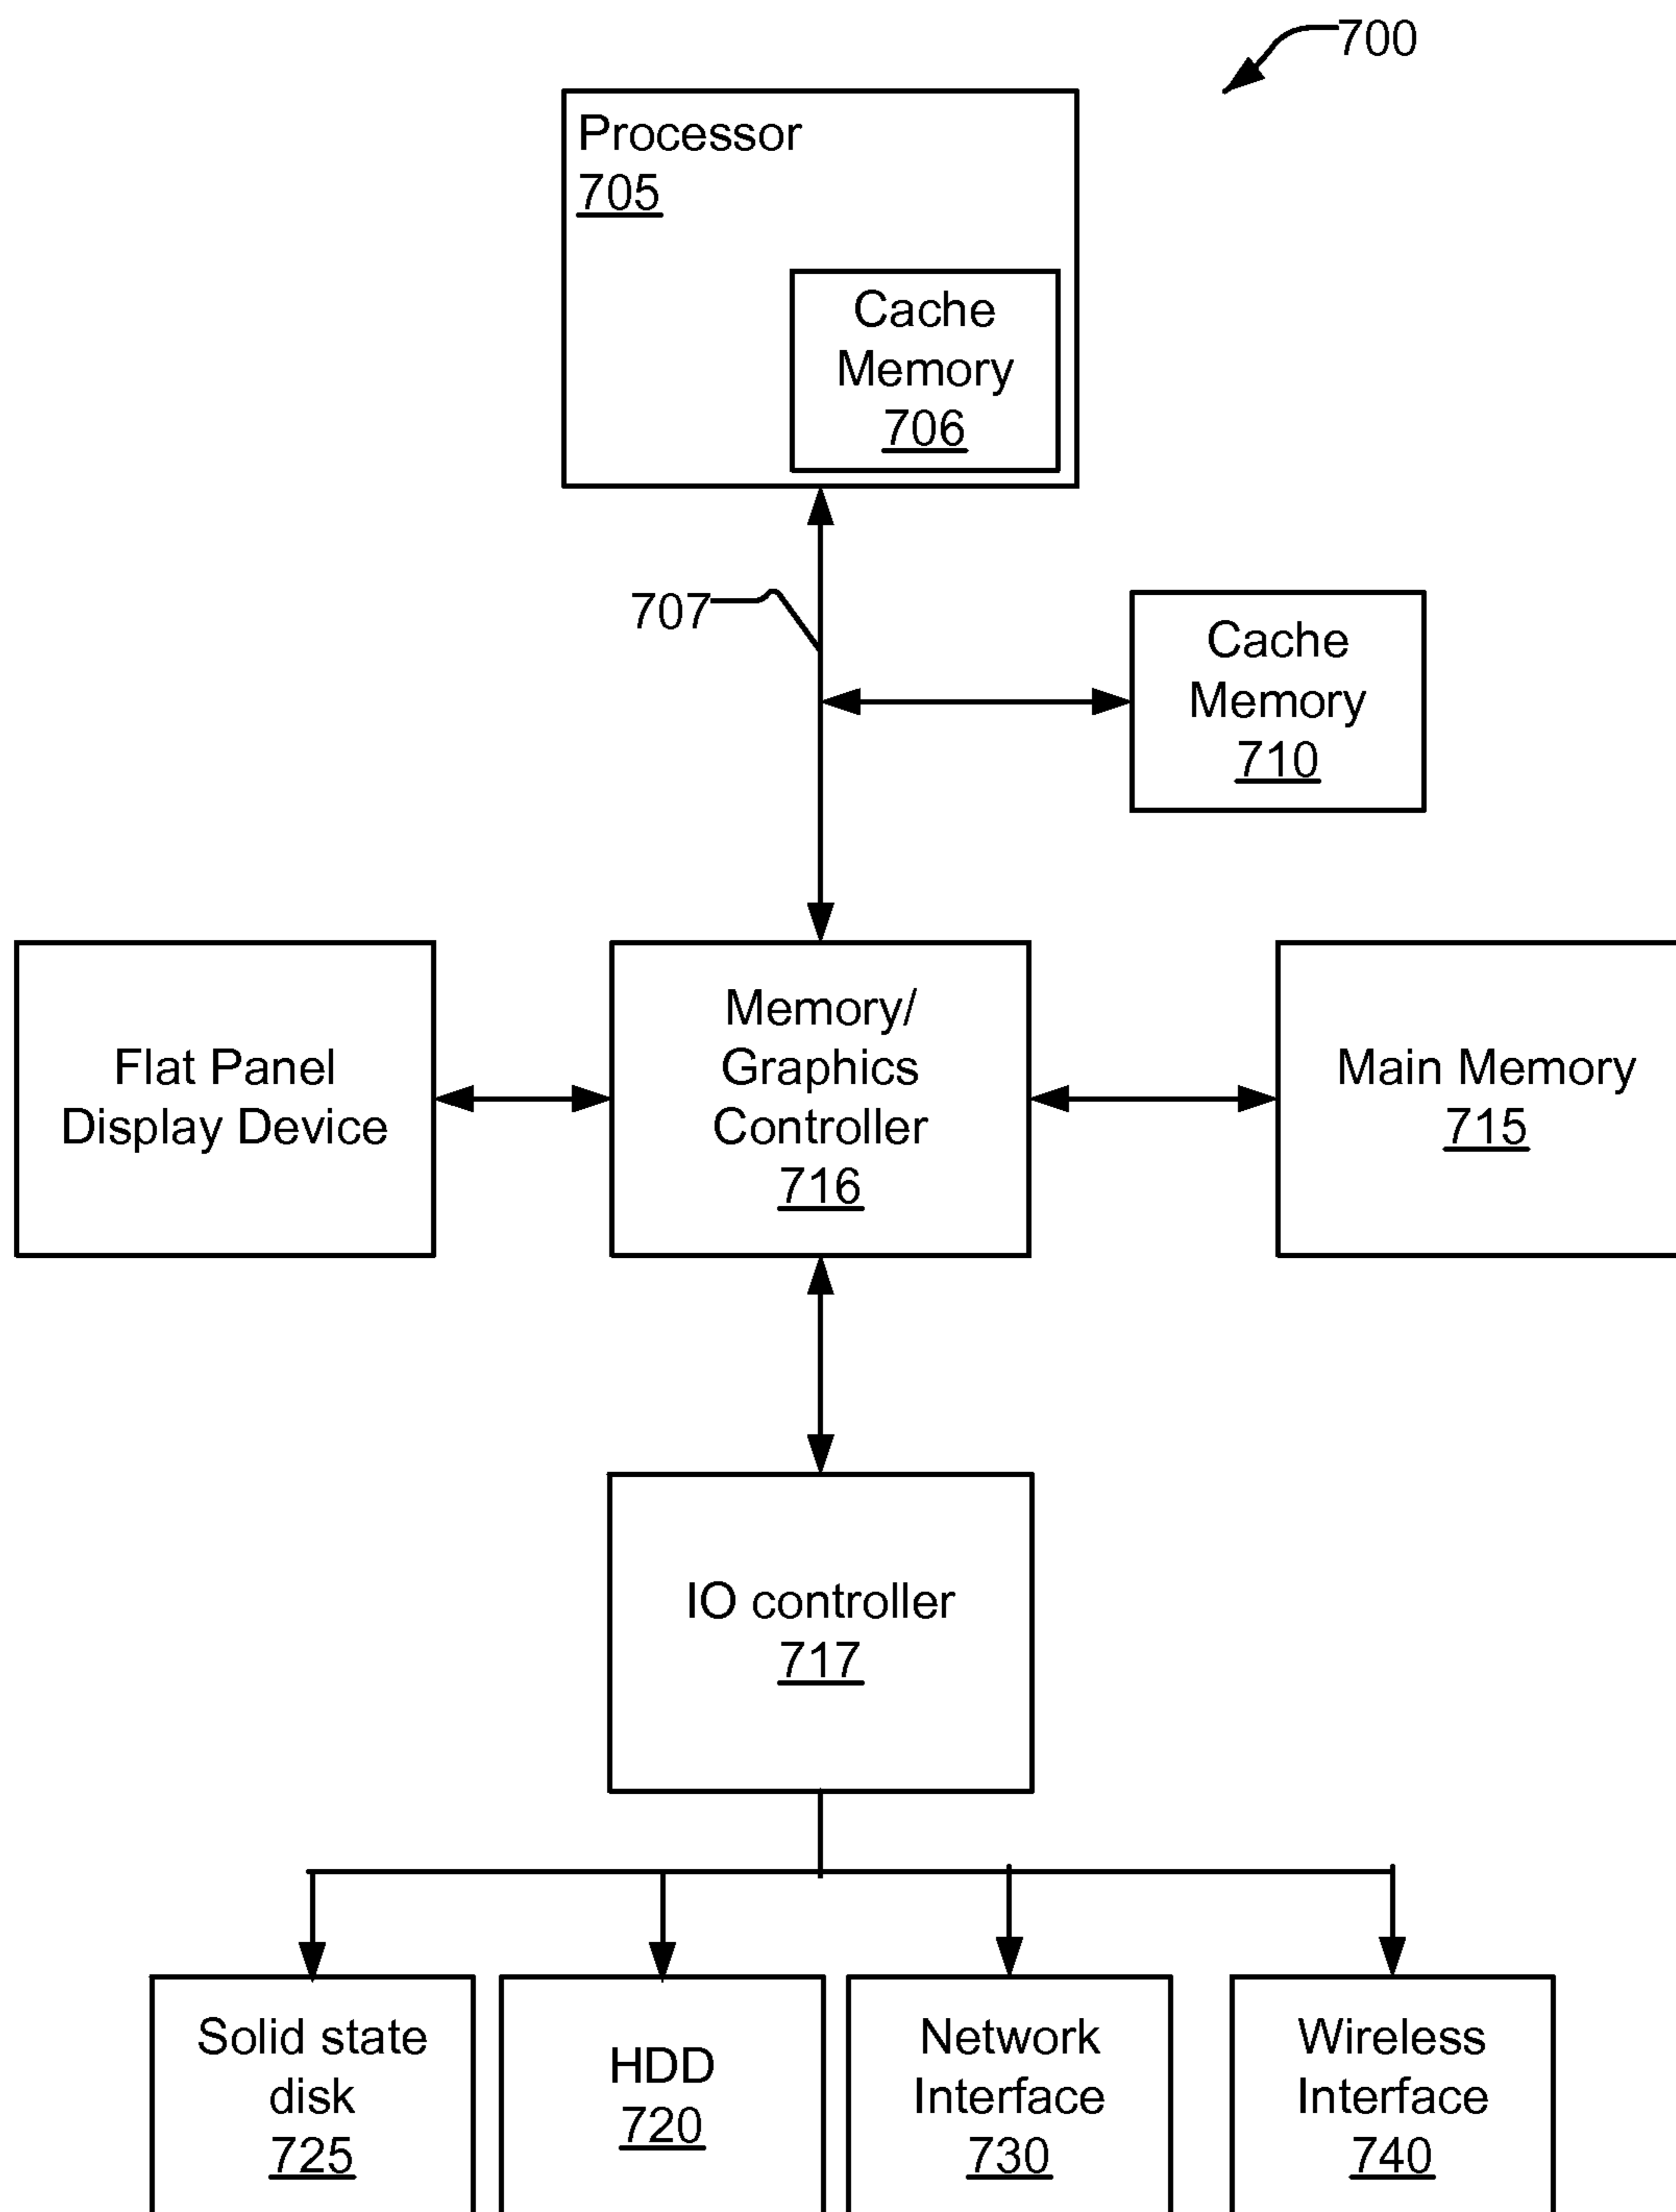 700
Processor
705
Cache
Memory
706
707
Cache
Memory
710
Flat Panel
Display Device
Memory/
Graphics
Controller
716
Main Memory
715
IO controller
717
Solid state
disk
725
HDD
720
Network
Interface
730
Wireless
Interface
740